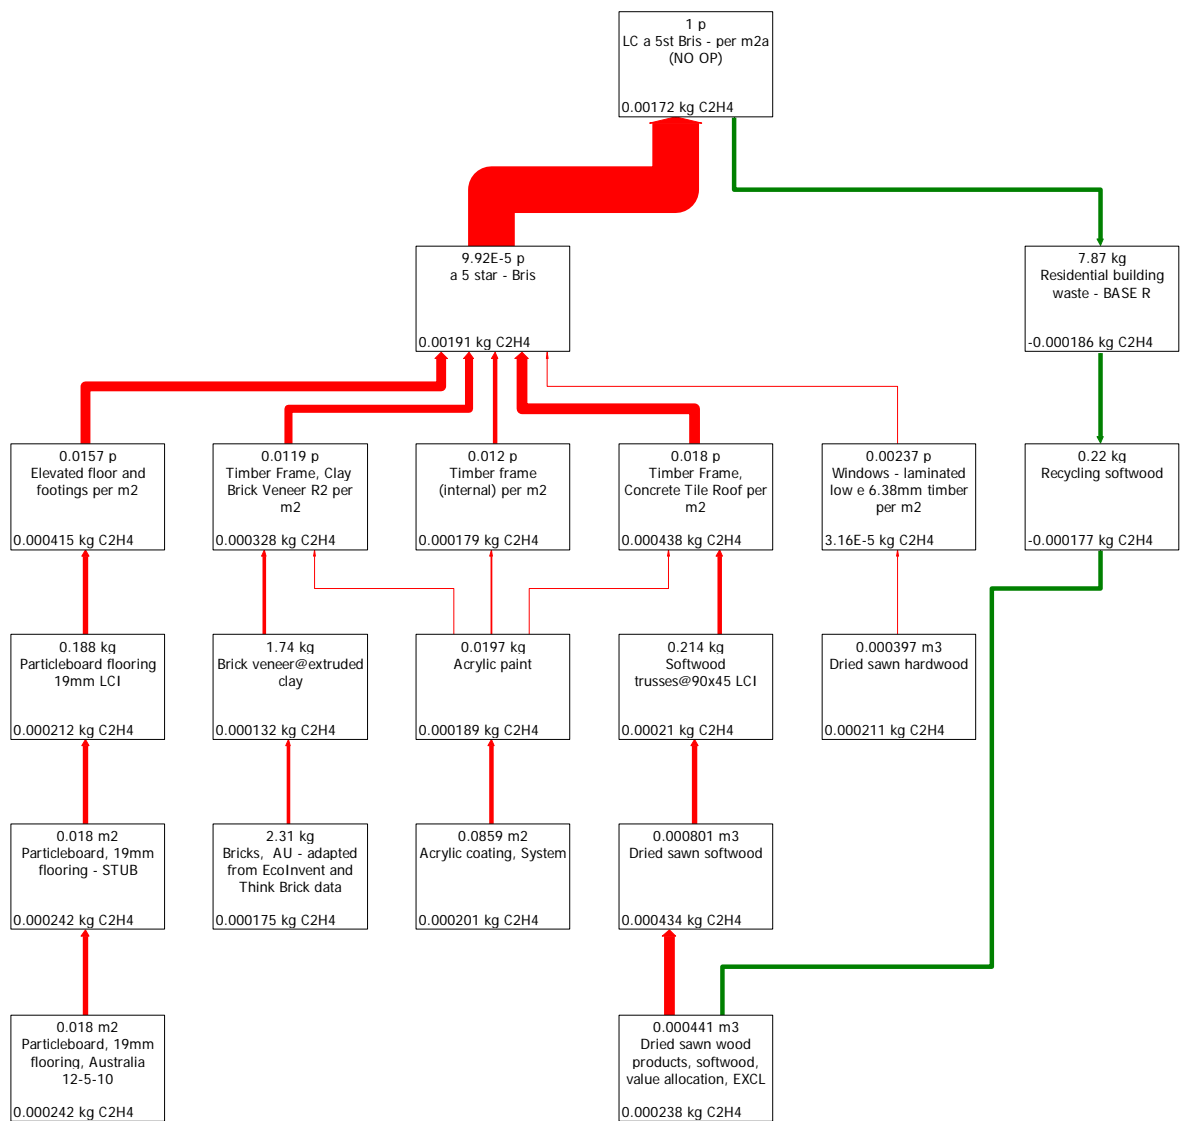 1 p
LC a 5st Bris - per m2a
(NO OP)
0.00172 kg C2H4
9.92E-5 p
a 5 star - Bris
0.00191 kg C2H4
7.87 kg
Residential building
waste - BASE R
-0.000186 kg C2H4
0.0157 p
Elevated floor and
footings per m2
0.000415 kg C2H4
0.0119 p
Timber Frame, Clay
Brick Veneer R2 per
m2
0.000328 kg C2H4
0.012 p
Timber frame
(internal) per m2
0.000179 kg C2H4
0.018 p
Timber Frame,
Concrete Tile Roof per
m2
0.000438 kg C2H4
0.00237 p
Windows - laminated
low e 6.38mm timber
per m2
3.16E-5 kg C2H4
0.22 kg
Recycling softwood
-0.000177 kg C2H4
0.188 kg
Particleboard flooring
19mm LCI
0.000212 kg C2H4
1.74 kg
Brick veneer@extruded
clay
0.000132 kg C2H4
0.0197 kg
Acrylic paint
0.000189 kg C2H4
0.214 kg
Softwood
trusses@90x45 LCI
0.00021 kg C2H4
0.000397 m3
Dried sawn hardwood
0.000211 kg C2H4
0.018 m2
Particleboard, 19mm
flooring - STUB
0.000242 kg C2H4
2.31 kg
Bricks,  AU - adapted
from EcoInvent and
Think Brick data
0.000175 kg C2H4
0.0859 m2
Acrylic coating, System
0.000201 kg C2H4
0.000801 m3
Dried sawn softwood
0.000434 kg C2H4
0.018 m2
Particleboard, 19mm
flooring, Australia
12-5-10
0.000242 kg C2H4
0.000441 m3
Dried sawn wood
products, softwood,
value allocation, EXCL
0.000238 kg C2H4